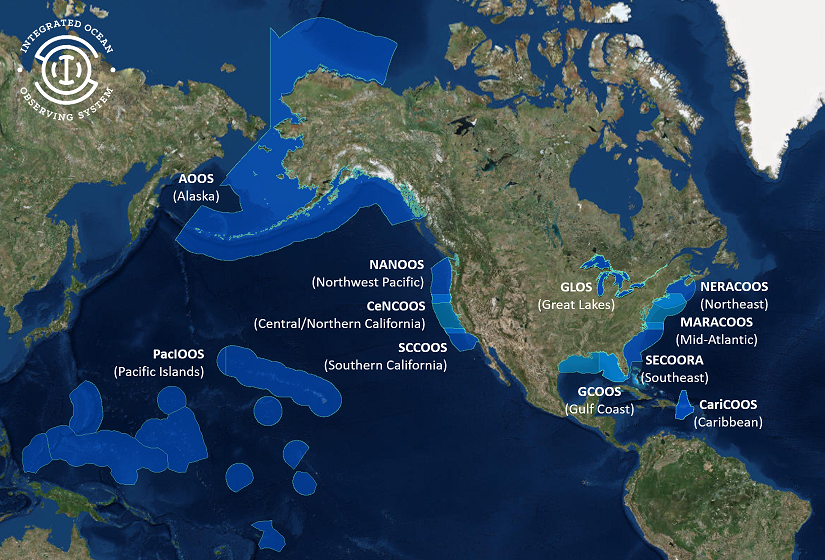 INTEGRATED OCEAN
OBSERVING SYSTEM
AOOS
(Alaska)
NANOOS
(Northwest Pacific)
CeNCOOS
(Central/Northern California)
SCCOOS
(Southern California)
PacIOOS
(Pacific Islands)
GLOS
(Great Lakes)
NERACOOS
(Northeast)
MARACOOS
(Mid-Atlantic)
SECOORA
(Southeast)
GCOOS
(Gulf Coast)
CariCOOS
(Caribbean)